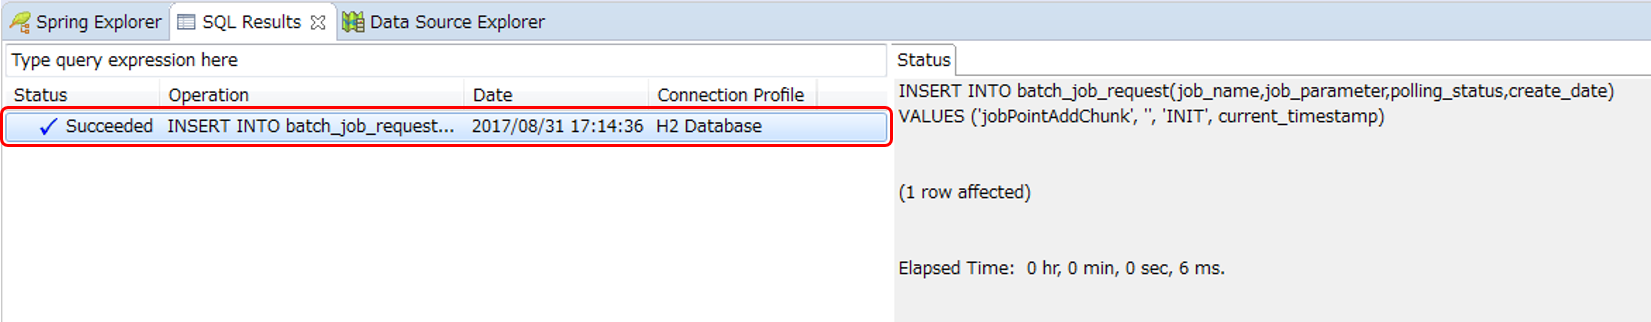 Spring Explorer SQL Results Data Source Explorer
Type query expression here
Status Operation Date Connection Profile
Succeeded INSERT INTO batch_job_request... 2017/08/31 17:14:36 H2 Database
Status
INSERT INTO batch_job_request(job_name,job_parameter,polling_status,create_date)
VALUES ('jobPointAddChunk', '', 'INIT', current_timestamp)
(1 row affected)
Elapsed Time:  0 hr, 0 min, 0 sec, 6 ms.